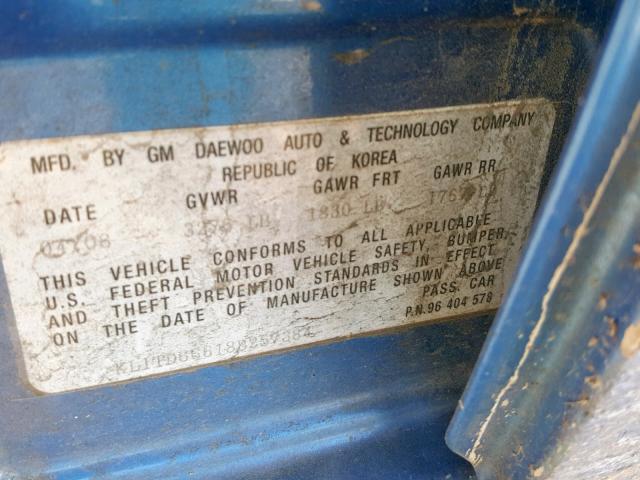 MFD. BY GM DAEWOO AUTO & TECHNOLOGY COMPANY
REPUBLIC OF KOREA
DATE GVWR GAWR FRT GAWR RR
LB 1830 LB
THIS VEHICLE CONFORMS TO ALL APPLICABLE
U.S. FEDERAL MOTOR VEHICLE SAFETY, BUMPER,
AND THEFT PREVENTION STANDARDS IN EFFECT
ON THE DATE OF MANUFACTURE SHOWN ABOVE
PASS. CAR
P.N.96 404 578